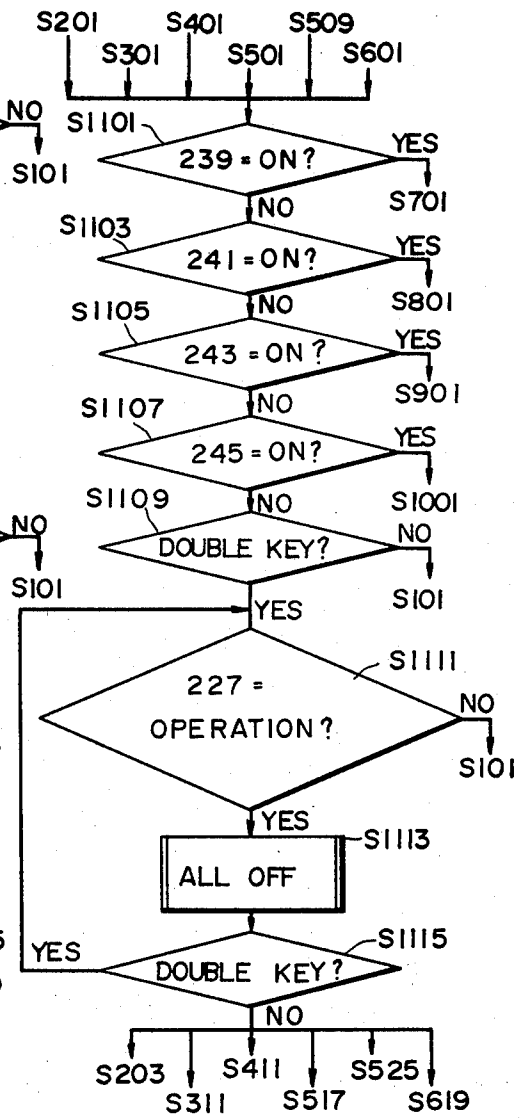 S201 S401 S509
S301 S501 S601
NO
S101
S1101
239 = ON?
YES
S701
NO
S1103
241 = ON?
YES
S801
NO
S1105
243 = ON?
YES
S901
NO
S1107
245 = ON?
YES
S1001
NO
S1109
DOUBLE KEY?
NO
S101
NO
S101
YES
S1111
227 =
OPERATION?
NO
S101
YES
S1113
ALL OFF
S1115
YES
DOUBLE KEY?
NO
S203 S411 S525
S311 S517 S619